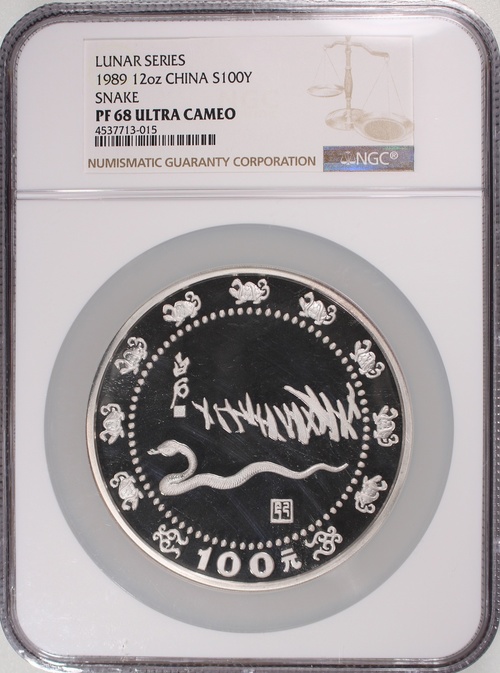 LUNAR SERIES
1989 12oz CHINA S100Y
SNAKE
PF 68 ULTRA CAMEO
4537713-015
NUMISMATIC GUARANTY CORPORATION
NGC®
100元